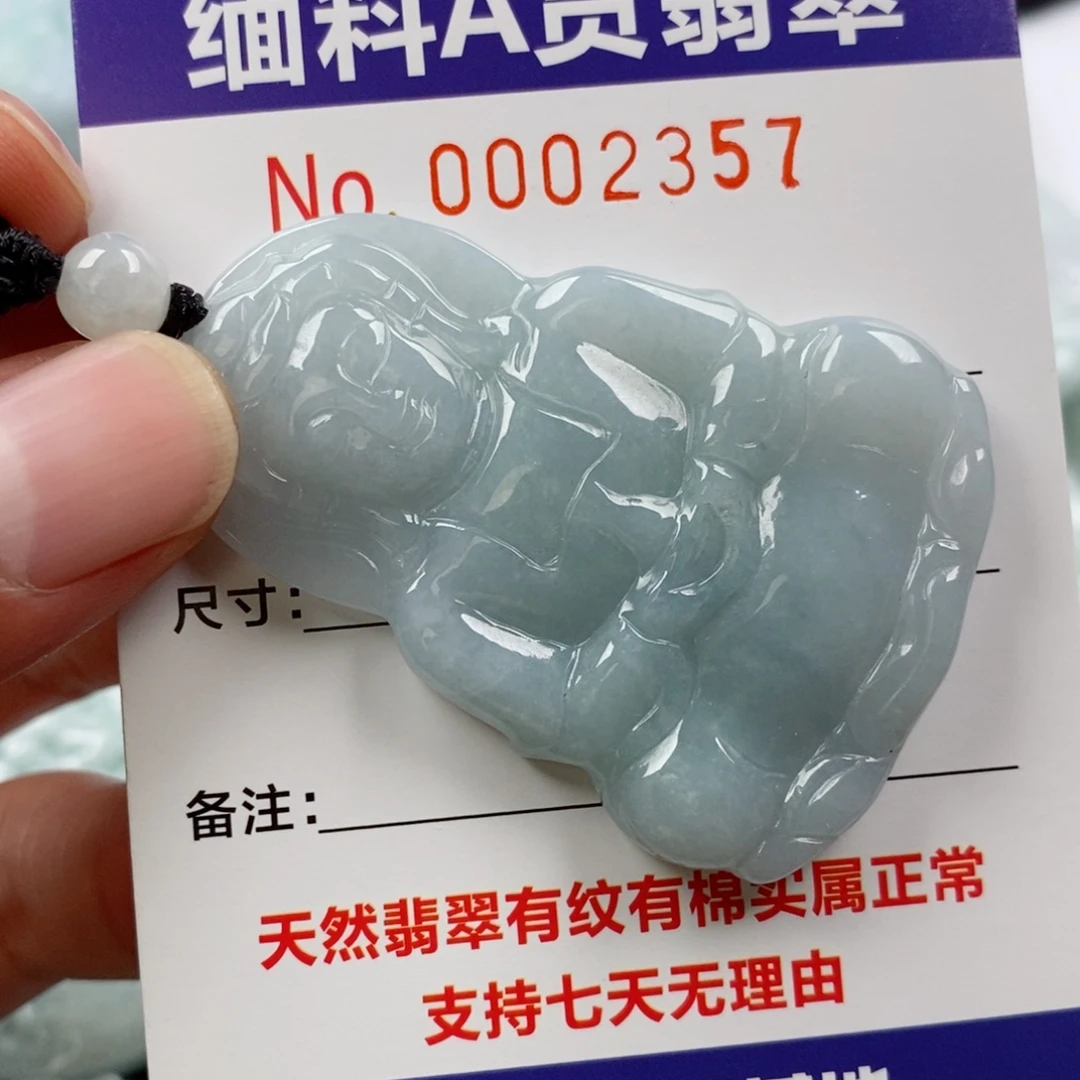 缅料A货翡翠
No. 0002357
尺寸:
备注:
天然翡翠有纹有棉实属正常
支持七天无理由